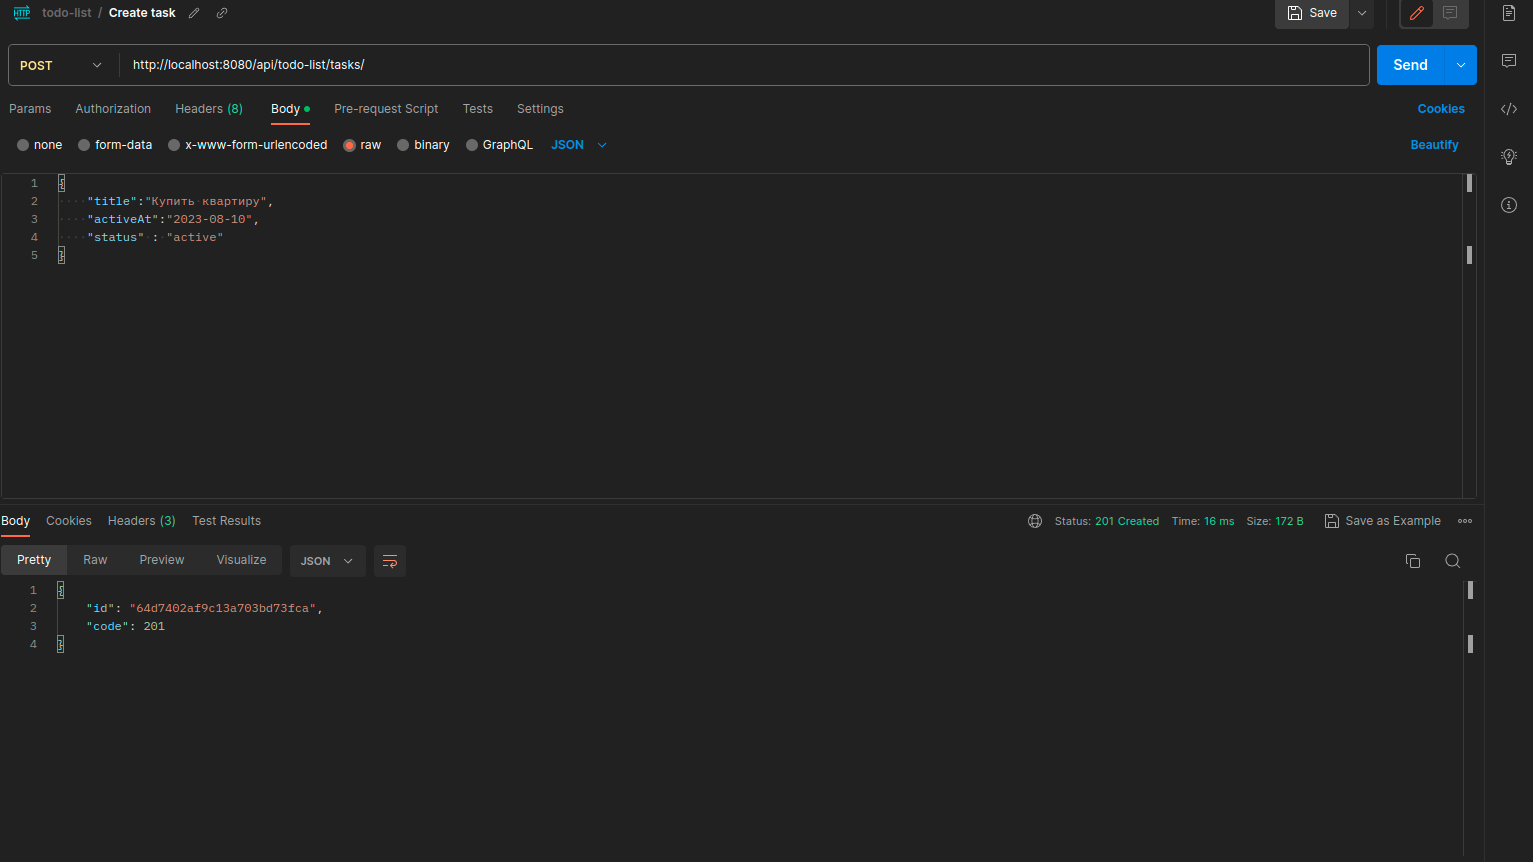 HTTP todo-list / Create task Save
POST http://localhost:8080/api/todo-list/tasks/ Send
Params Authorization Headers (8) Body Pre-request Script Tests Settings Cookies
none form-data x-www-form-urlencoded raw binary GraphQL JSON Beautify
1 {
2 "title":"Купить квартиру",
3 "activeAt":"2023-08-10",
4 "status" : "active"
5 }
Body Cookies Headers (3) Test Results Status: 201 Created Time: 16 ms Size: 172 B Save as Example
Pretty Raw Preview Visualize JSON
1 {
2 "id": "64d7402af9c13a703bd73fca",
3 "code": 201
4 }